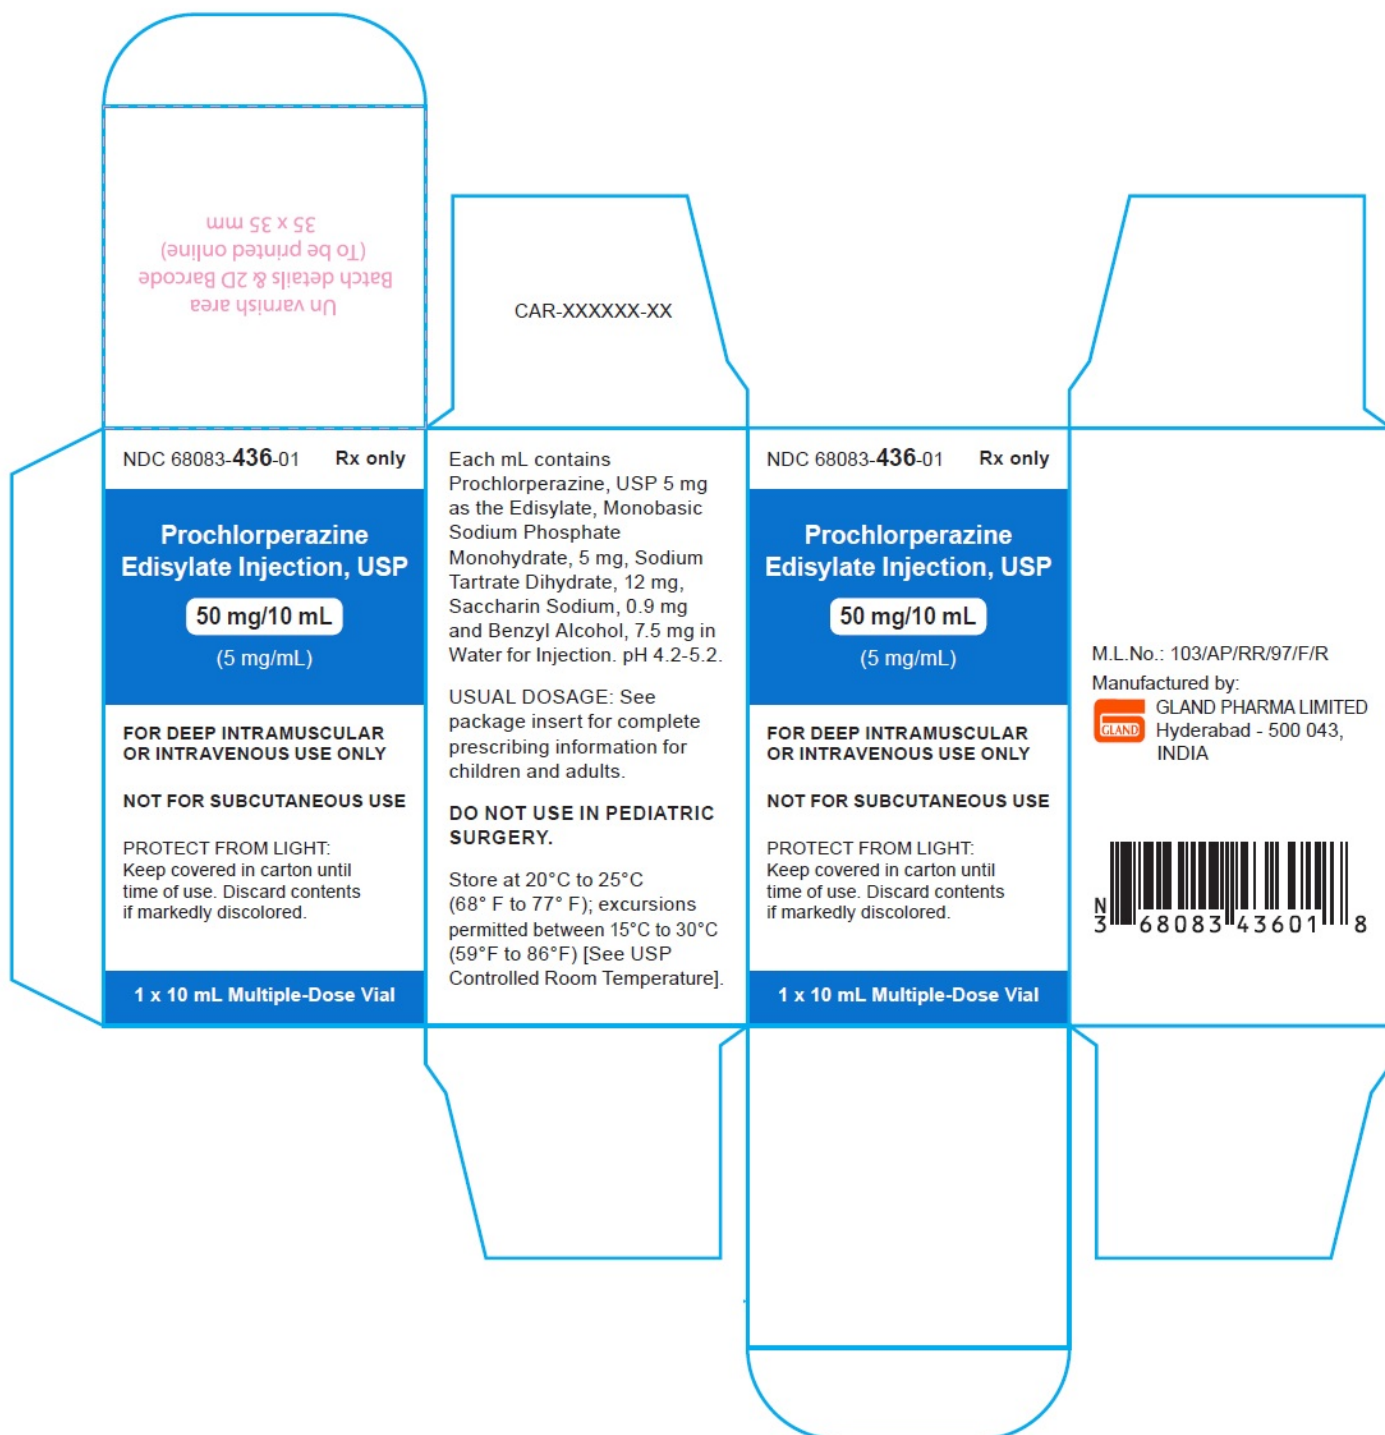 Un varnish area
Batch details & 2D Barcode
(To be printed online)
35 x 35 mm
CAR-XXXXXX-XX
NDC 68083-436-01 Rx only
Prochlorperazine
Edisylate Injection, USP
50 mg/10 mL
(5 mg/mL)
FOR DEEP INTRAMUSCULAR
OR INTRAVENOUS USE ONLY
NOT FOR SUBCUTANEOUS USE
PROTECT FROM LIGHT:
Keep covered in carton until
time of use. Discard contents
if markedly discolored.
1 x 10 mL Multiple-Dose Vial
Each mL contains
Prochlorperazine, USP 5 mg
as the Edisylate, Monobasic
Sodium Phosphate
Monohydrate, 5 mg, Sodium
Tartrate Dihydrate, 12 mg,
Saccharin Sodium, 0.9 mg
and Benzyl Alcohol, 7.5 mg in
Water for Injection. pH 4.2-5.2.
USUAL DOSAGE: See
package insert for complete
prescribing information for
children and adults.
DO NOT USE IN PEDIATRIC
SURGERY.
Store at 20°C to 25°C
(68° F to 77° F); excursions
permitted between 15°C to 30°C
(59°F to 86°F) [See USP
Controlled Room Temperature].
NDC 68083-436-01 Rx only
Prochlorperazine
Edisylate Injection, USP
50 mg/10 mL
(5 mg/mL)
FOR DEEP INTRAMUSCULAR
OR INTRAVENOUS USE ONLY
NOT FOR SUBCUTANEOUS USE
PROTECT FROM LIGHT:
Keep covered in carton until
time of use. Discard contents
if markedly discolored.
1 x 10 mL Multiple-Dose Vial
M.L.No.: 103/AP/RR/97/F/R
Manufactured by:
GLAND
GLAND PHARMA LIMITED
Hyderabad - 500 043,
INDIA
N
3 68083 43601 8